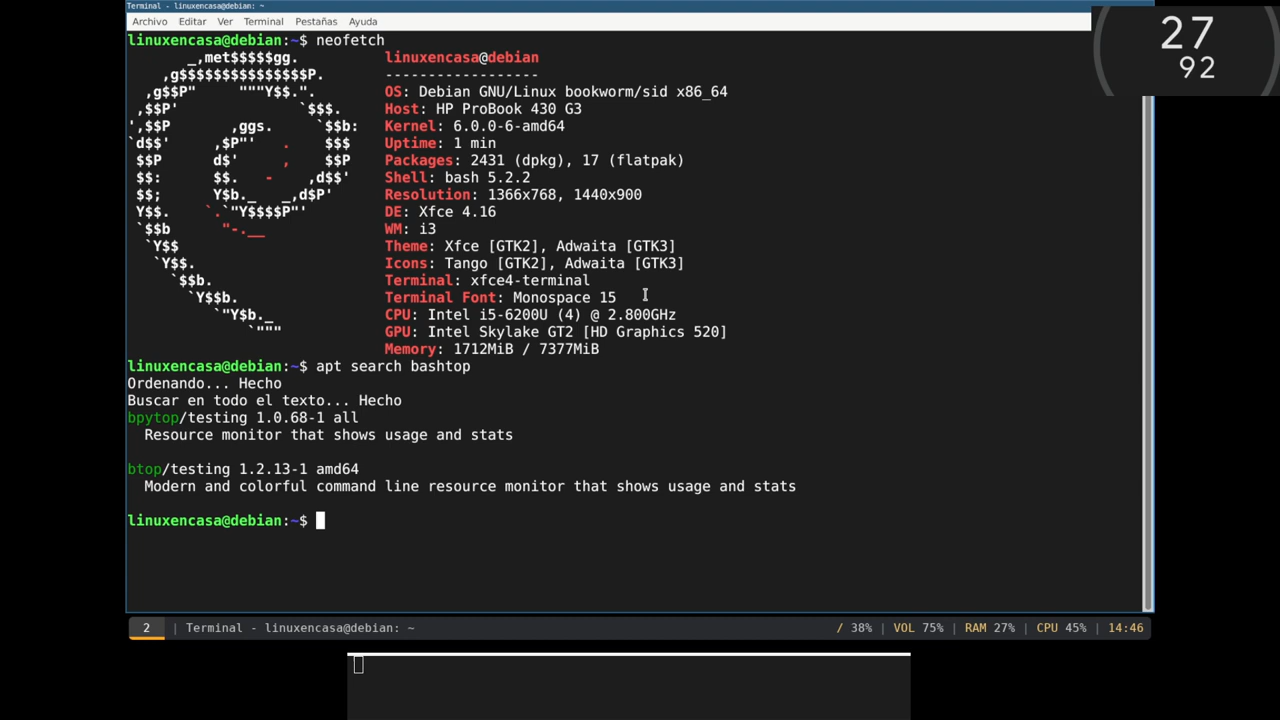 Terminal - linuxencasa@debian: ~
Archivo Editar Ver Terminal Pestañas Ayuda
27
92
linuxencasa@debian:~$ neofetch
       _,met$$$$$gg.          linuxencasa@debian
    ,g$$$$$$$$$$$$$$$P.       ------------------
  ,g$$P"     """Y$$.".        OS: Debian GNU/Linux bookworm/sid x86_64
 ,$$P'              `$$$.     Host: HP ProBook 430 G3
',$$P       ,ggs.     `$$b:   Kernel: 6.0.0-6-amd64
`d$$'     ,$P"'   .    $$$    Uptime: 1 min
 $$P      d$'     ,    $$P    Packages: 2431 (dpkg), 17 (flatpak)
 $$:      $$.   -    ,d$$'    Shell: bash 5.2.2
 $$;      Y$b._   _,d$P'      Resolution: 1366x768, 1440x900
 Y$$.    `.`"Y$$$$P"'         DE: Xfce 4.16
 `$$b      "-.__              WM: i3
  `Y$$                        Theme: Xfce [GTK2], Adwaita [GTK3]
   `Y$$.                      Icons: Tango [GTK2], Adwaita [GTK3]
     `$$b.                    Terminal: xfce4-terminal
       `Y$$b.                 Terminal Font: Monospace 15
          `"Y$b._             CPU: Intel i5-6200U (4) @ 2.800GHz
              `"""            GPU: Intel Skylake GT2 [HD Graphics 520]
                              Memory: 1712MiB / 7377MiB
linuxencasa@debian:~$ apt search bashtop
Ordenando... Hecho
Buscar en todo el texto... Hecho
bpytop/testing 1.0.68-1 all
  Resource monitor that shows usage and stats
btop/testing 1.2.13-1 amd64
  Modern and colorful command line resource monitor that shows usage and stats
linuxencasa@debian:~$
2 | Terminal - linuxencasa@debian: ~ / 38% | VOL 75% | RAM 27% | CPU 45% | 14:46